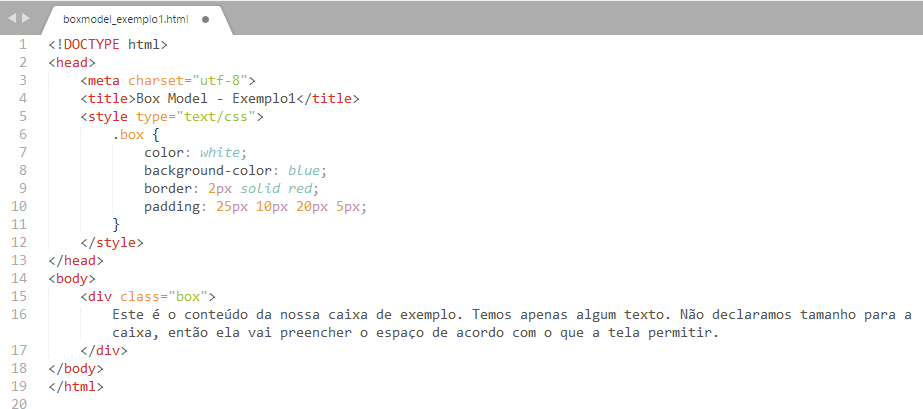 boxmodel_exemplo1.html
1 <!DOCTYPE html>
2 <head>
3 <meta charset="utf-8">
4 <title>Box Model - Exemplo1</title>
5 <style type="text/css">
6 .box {
7 color: white;
8 background-color: blue;
9 border: 2px solid red;
10 padding: 25px 10px 20px 5px;
11 }
12 </style>
13 </head>
14 <body>
15 <div class="box">
16 Este é o conteúdo da nossa caixa de exemplo. Temos apenas algum texto. Não declaramos tamanho para a
caixa, então ela vai preencher o espaço de acordo com o que a tela permitir.
17 </div>
18 </body>
19 </html>
20